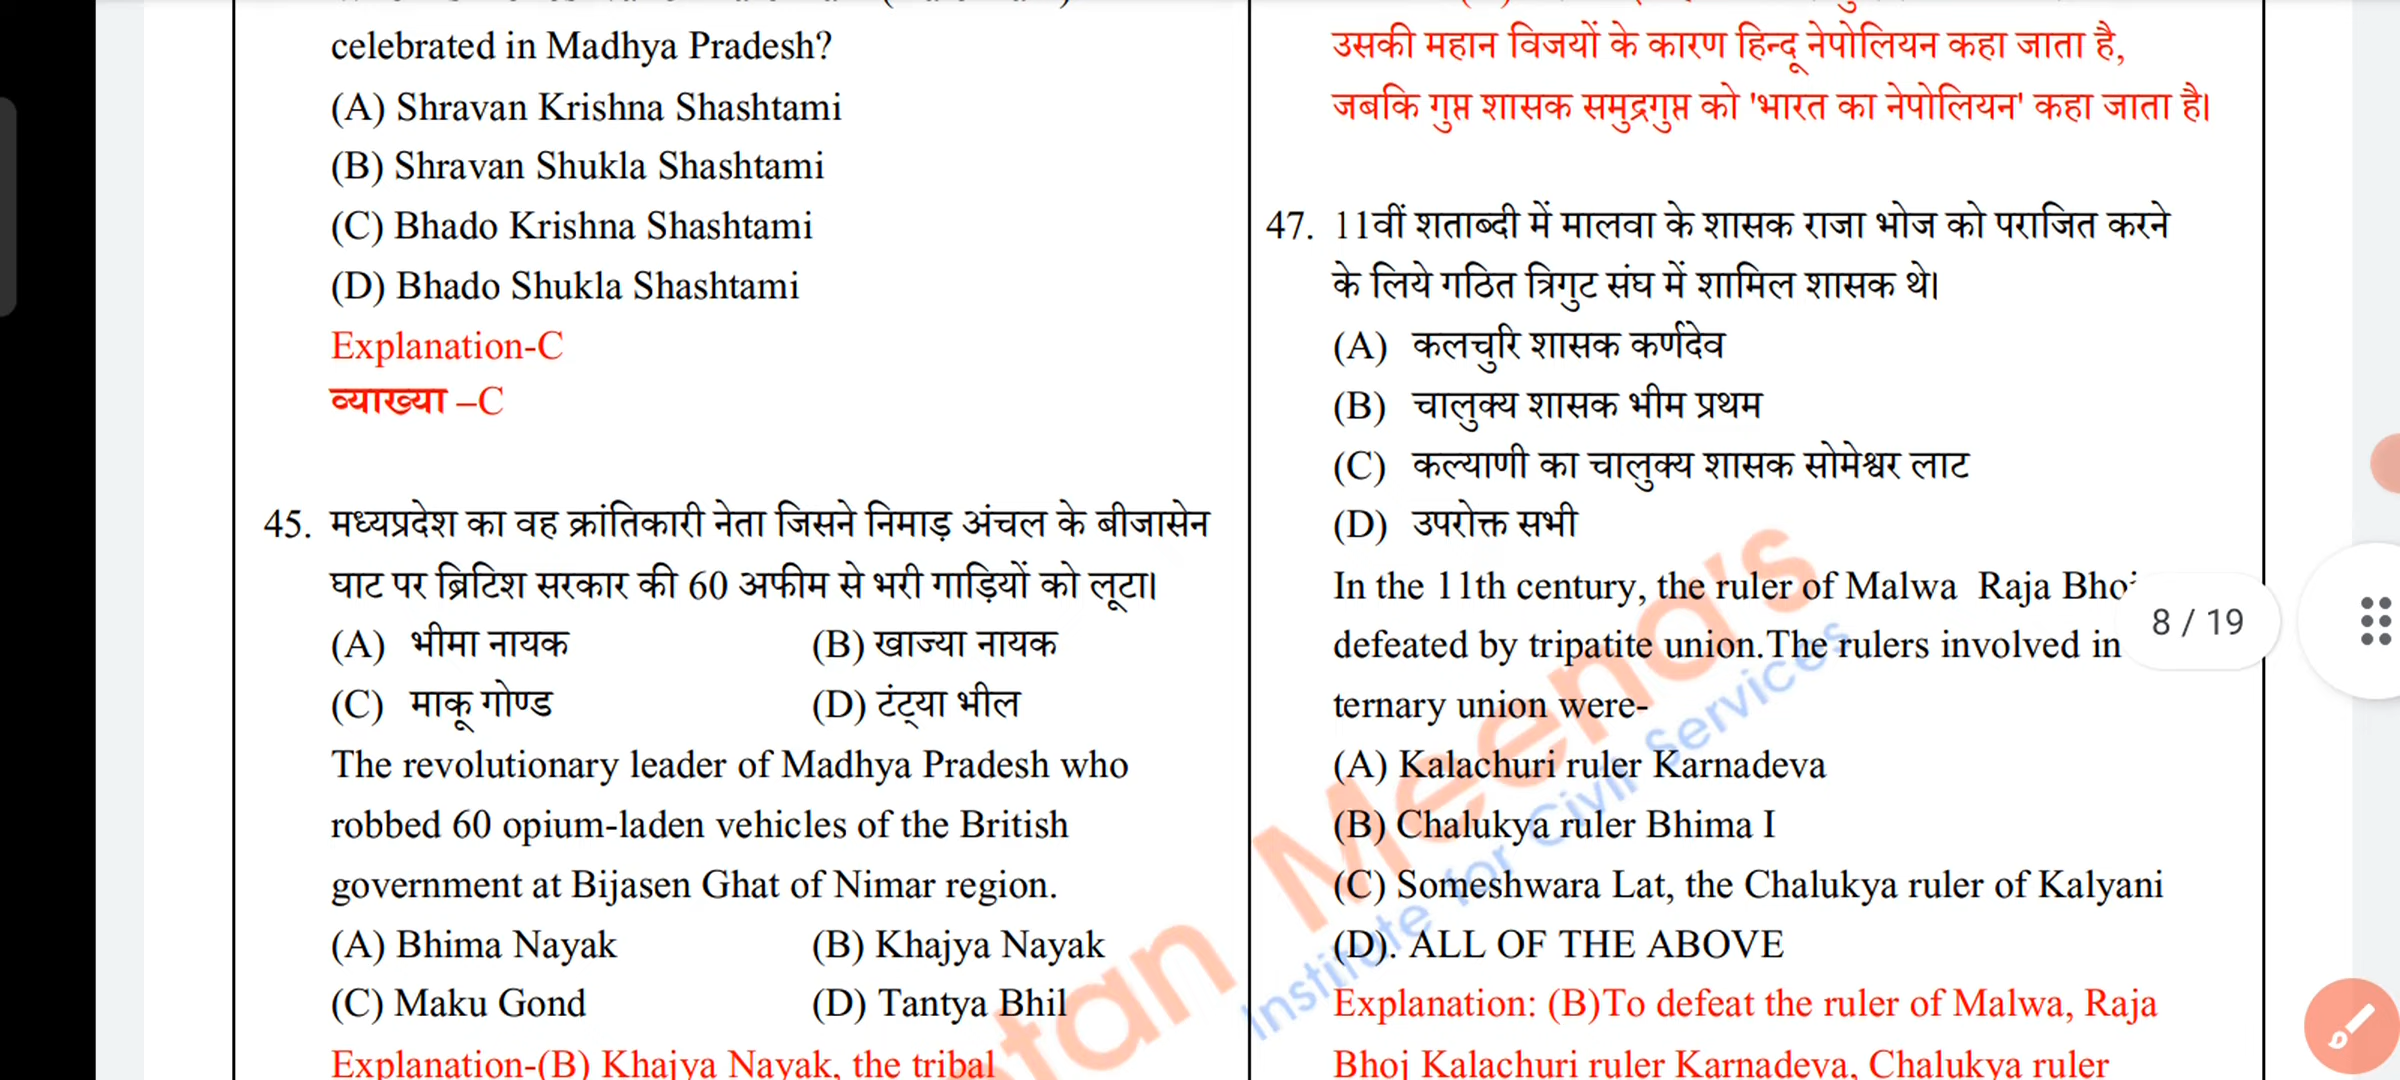 celebrated in Madhya Pradesh?
(A) Shravan Krishna Shashtami
(B) Shravan Shukla Shashtami
(C) Bhado Krishna Shashtami
(D) Bhado Shukla Shashtami
Explanation-C
व्याख्या –C
45. मध्यप्रदेश का वह क्रांतिकारी नेता जिसने निमाड़ अंचल के बीजासेन
घाट पर ब्रिटिश सरकार की 60 अफीम से भरी गाड़ियों को लूटा।
(A) भीमा नायक (B) खाज्या नायक
(C) माकू गोण्ड (D) टंट्या भील
The revolutionary leader of Madhya Pradesh who
robbed 60 opium-laden vehicles of the British
government at Bijasen Ghat of Nimar region.
(A) Bhima Nayak (B) Khajya Nayak
(C) Maku Gond (D) Tantya Bhil
Explanation-(B) Khajya Nayak, the tribal
उसकी महान विजयों के कारण हिन्दू नेपोलियन कहा जाता है,
जबकि गुप्त शासक समुद्रगुप्त को 'भारत का नेपोलियन' कहा जाता है।
47. 11वीं शताब्दी में मालवा के शासक राजा भोज को पराजित करने
के लिये गठित त्रिगुट संघ में शामिल शासक थे।
(A) कलचुरि शासक कर्णदेव
(B) चालुक्य शासक भीम प्रथम
(C) कल्याणी का चालुक्य शासक सोमेश्वर लाट
(D) उपरोक्त सभी
In the 11th century, the ruler of Malwa Raja
defeated by tripatite union.The rulers involved in
ternary union were-
(A) Kalachuri ruler Karnadeva
(B) Chalukya ruler Bhima I
(C) Someshwara Lat, the Chalukya ruler of Kalyani
(D). ALL OF THE ABOVE
Explanation: (B)To defeat the ruler of Malwa, Raja
Bhoj Kalachuri ruler Karnadeva, Chalukya ruler
8 / 19
Meena's
Institute for Civil Services